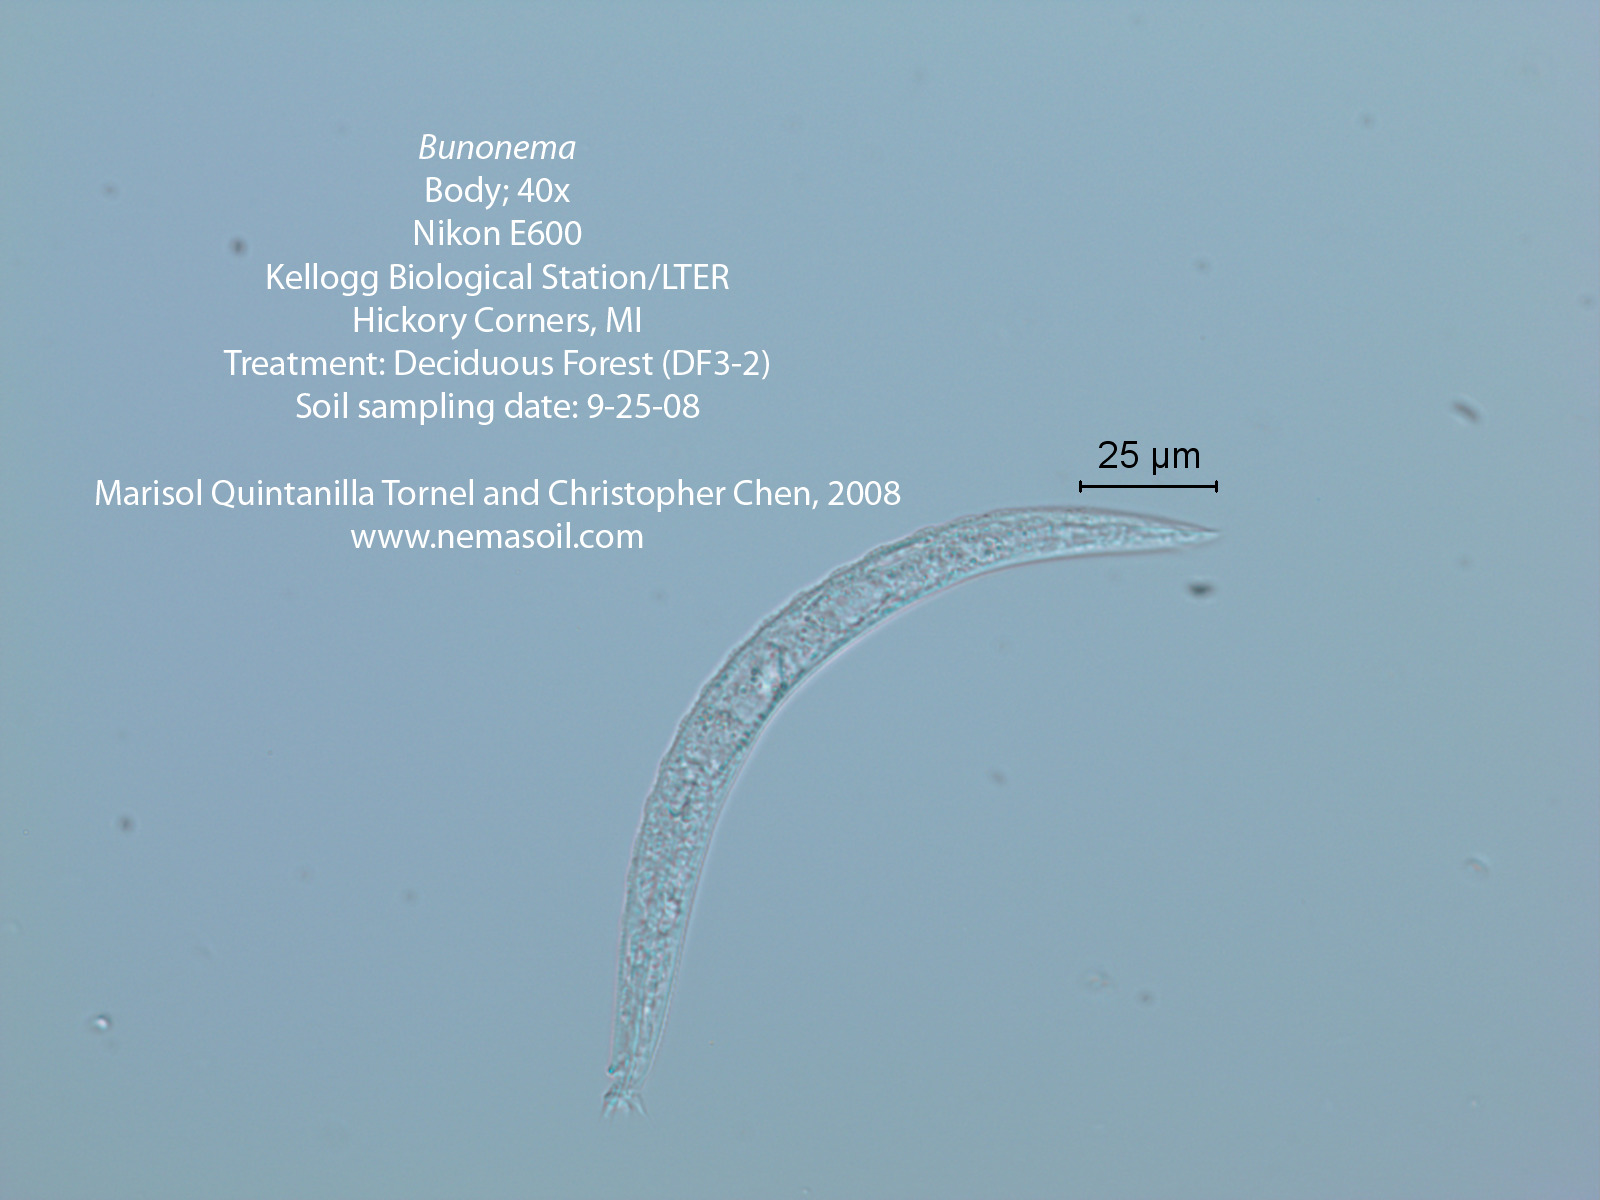 Bunonema
Body; 40x
Nikon E600
Kellogg Biological Station/LTER
Hickory Corners, MI
Treatment: Deciduous Forest (DF3-2)
Soil sampling date: 9-25-08
Marisol Quintanilla Tornel and Christopher Chen, 2008
www.nemasoil.com
25 µm